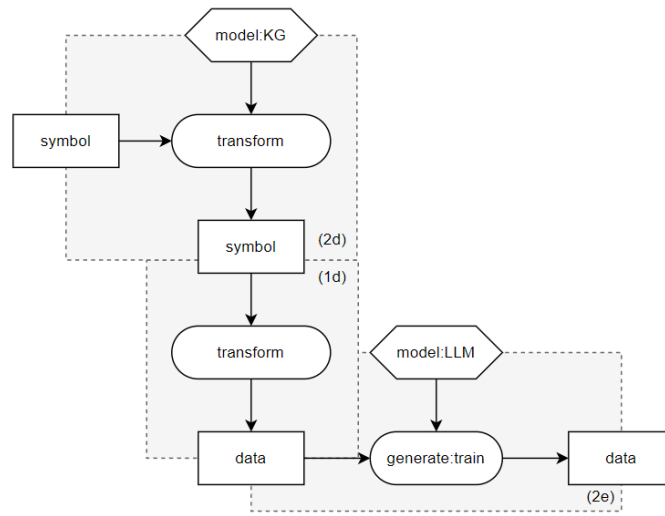 model:KG
symbol
transform
symbol
(2d)
(1d)
transform
model:LLM
data
generate:train
data
(2e)